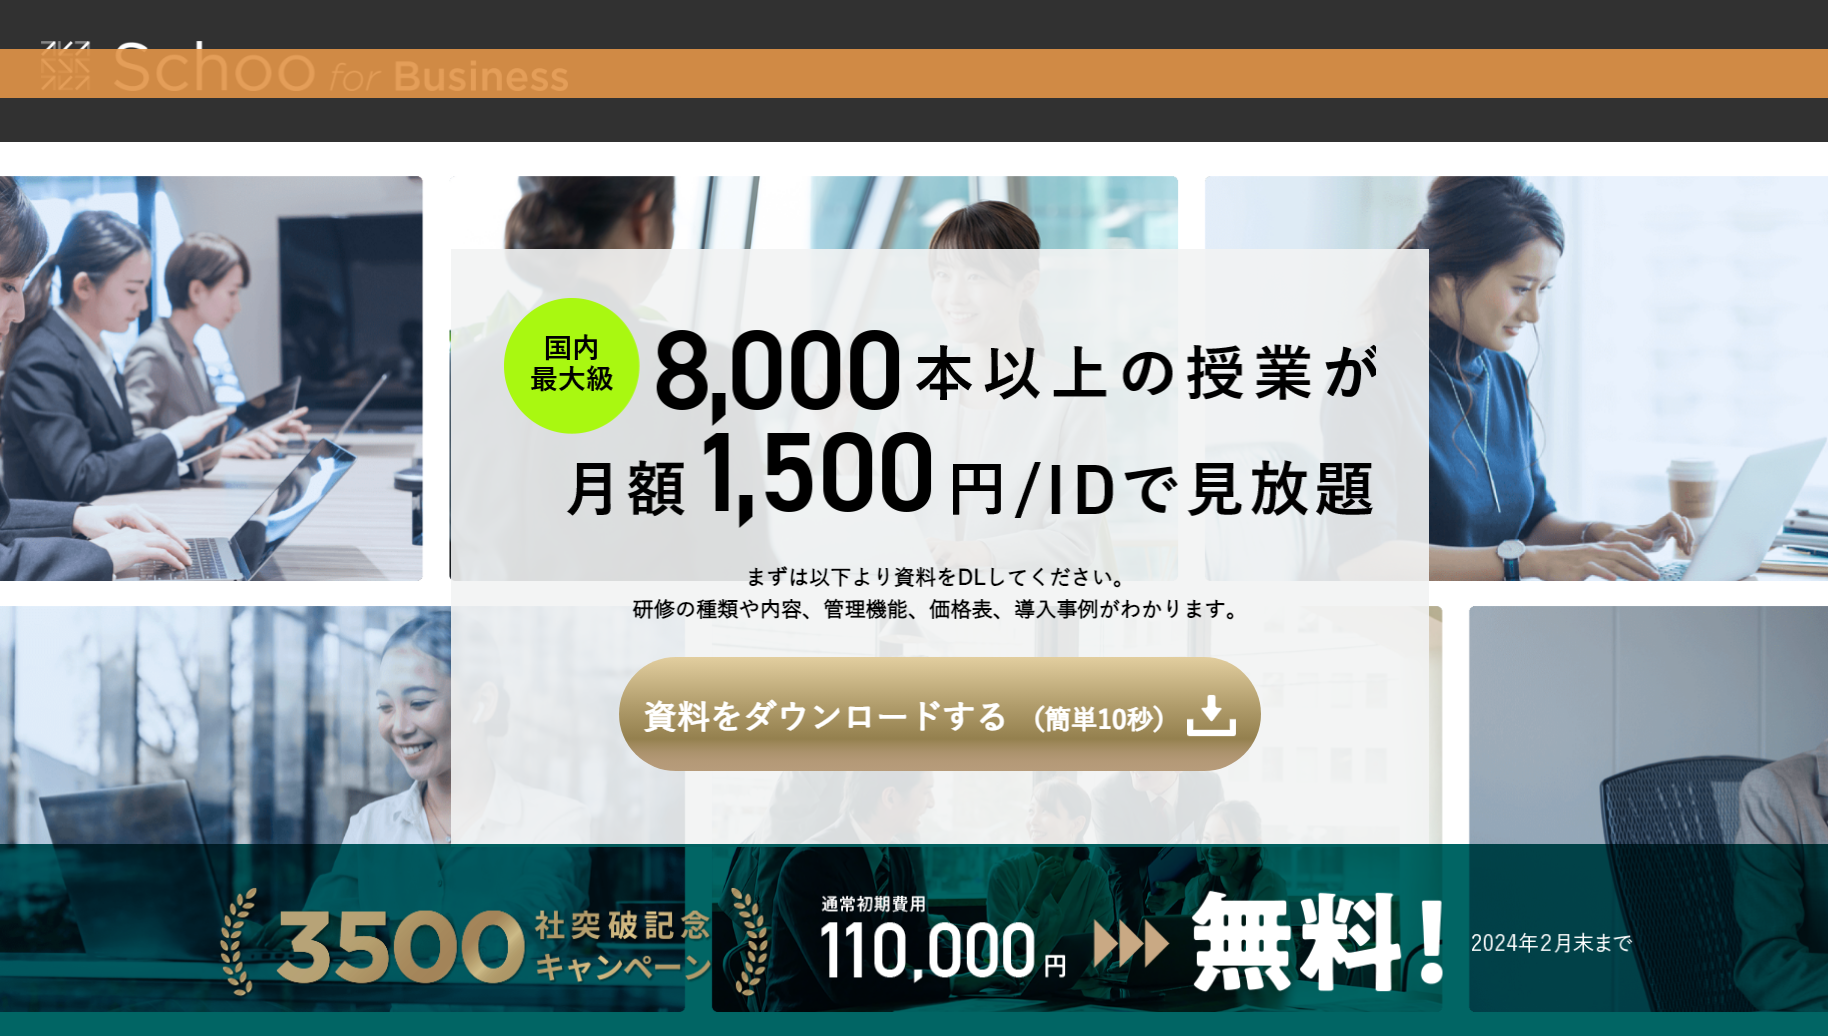 Schoo for Business
国内
最大級
8,000本以上の授業が
月額1,500円/IDで見放題
まずは以下より資料をDLしてください。
研修の種類や内容、管理機能、価格表、導入事例がわかります。
資料をダウンロードする （簡単10秒）
3500社突破記念
キャンペーン
通常初期費用
110,000円
無料!
2024年2月末まで